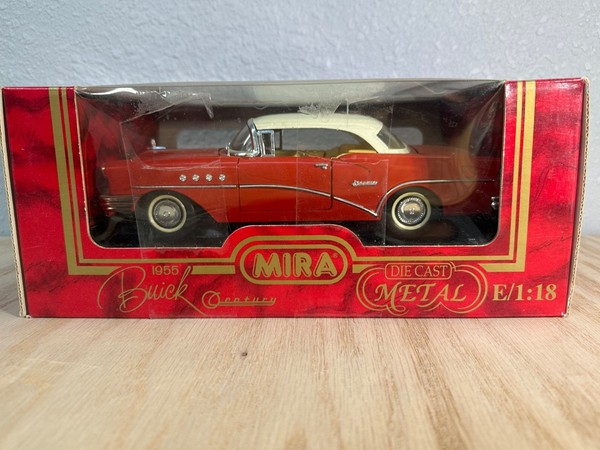 MIRA
1955
Buick Century
DIE CAST
METAL
E/1:18